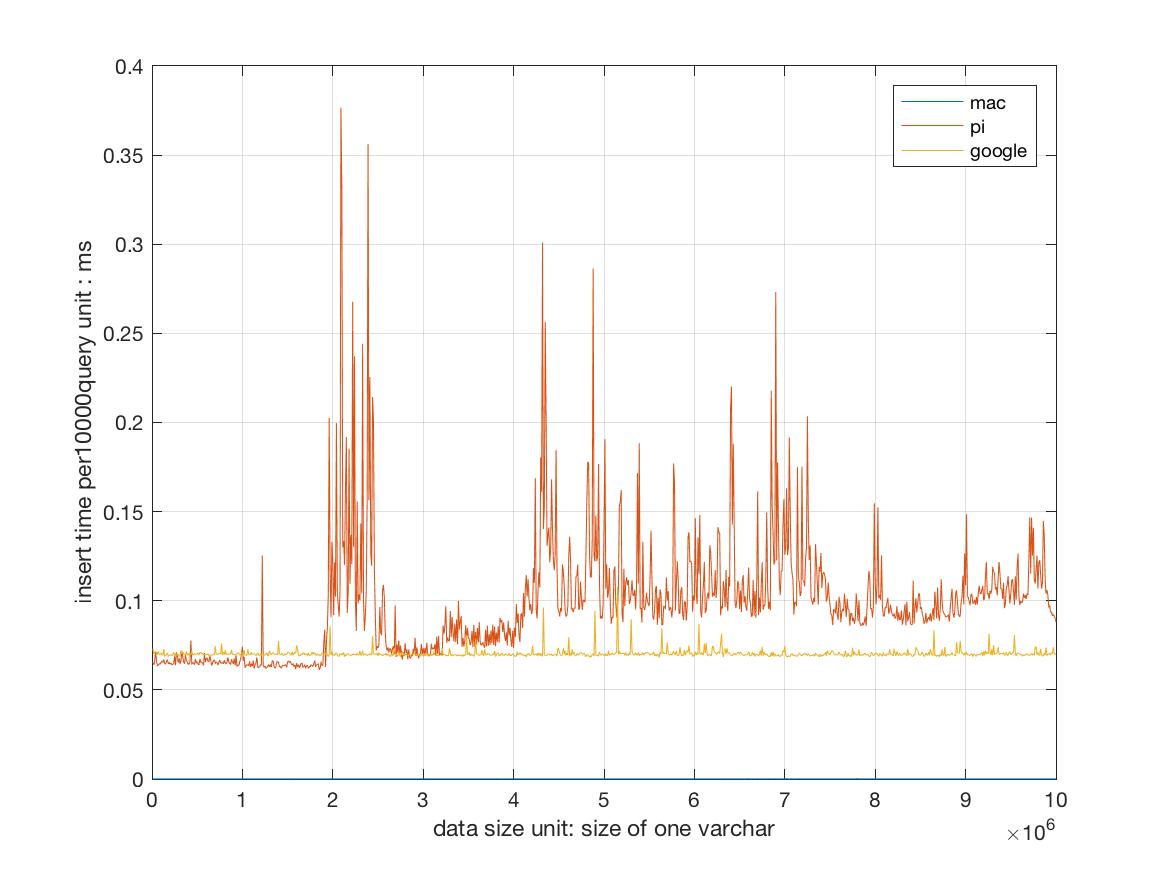 0.4
0.35
0.3
0.25
0.2
0.15
0.1
0.05
0
insert time per10000query unit : ms
mac
pi
google
0 1 2 3 4 5 6 7 8 9 10
data size unit: size of one varchar
×10⁶